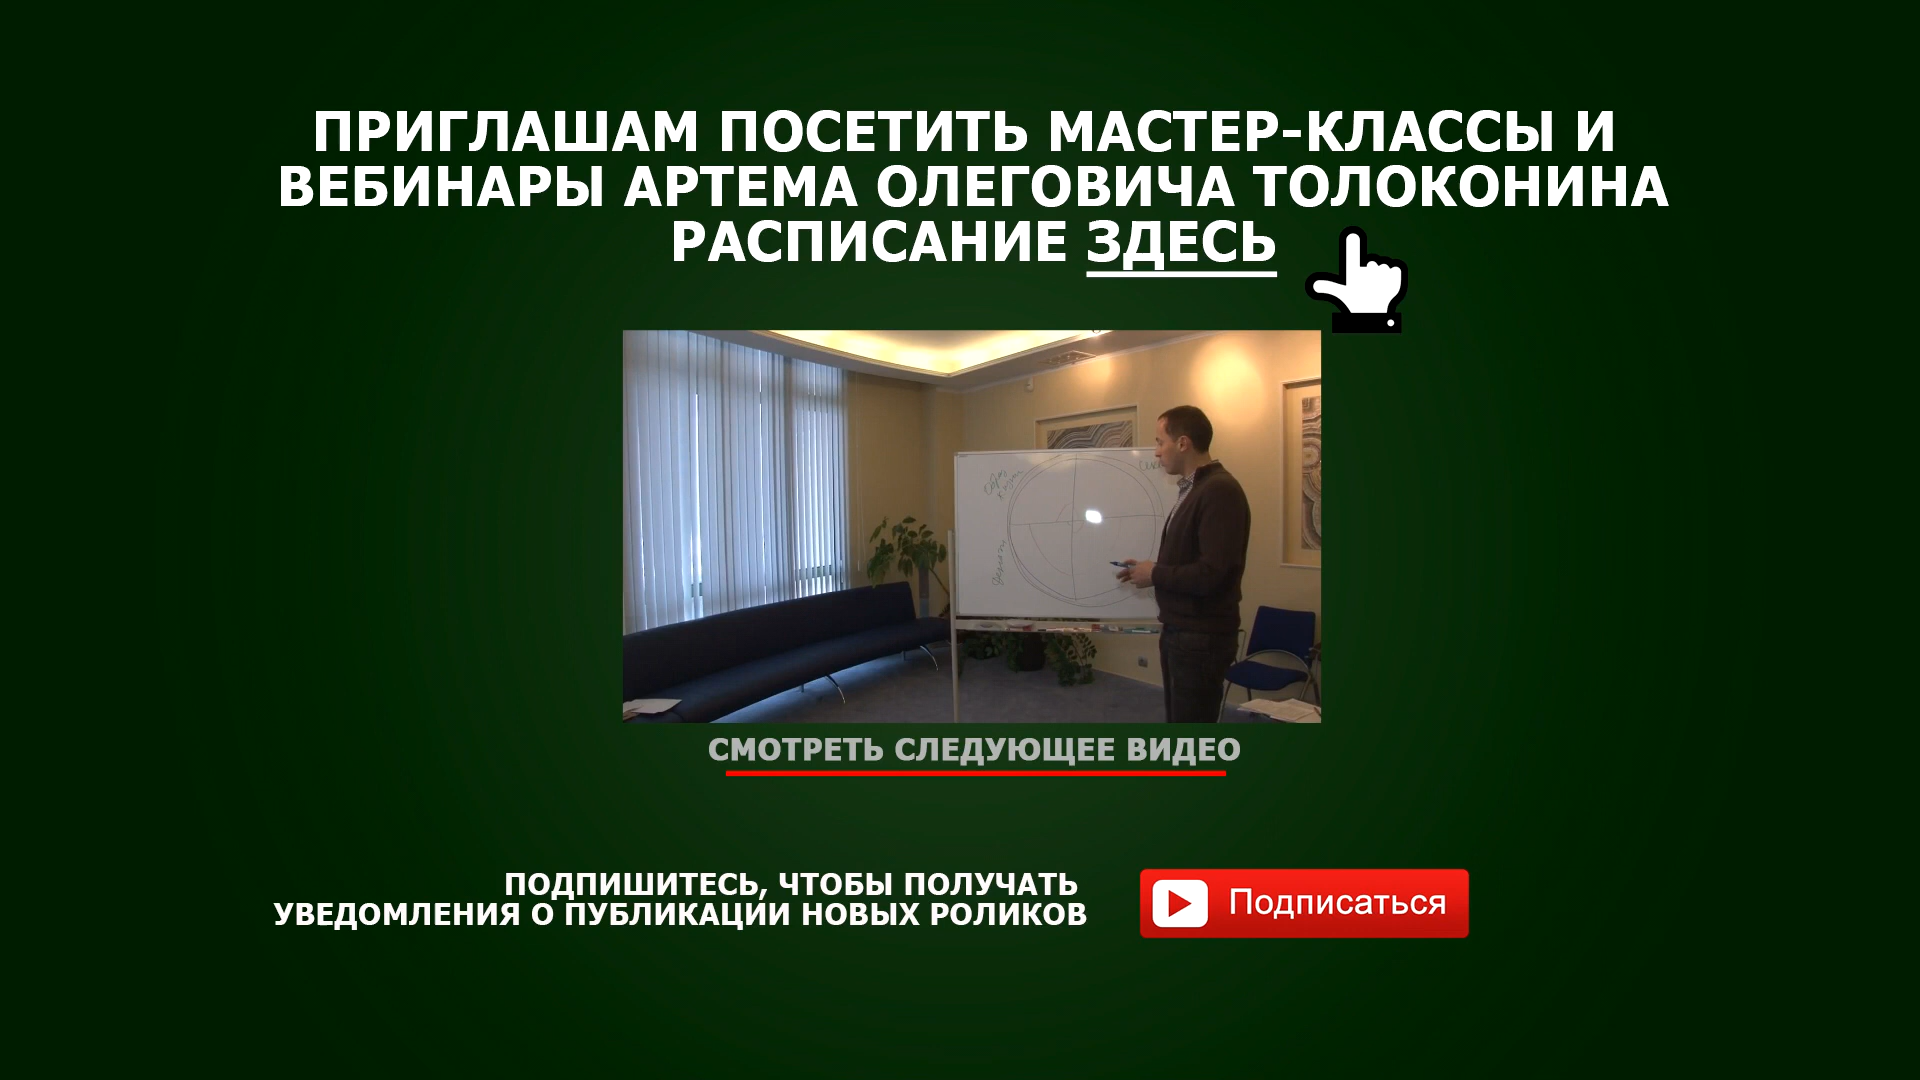 ПРИГЛАШАМ ПОСЕТИТЬ МАСТЕР-КЛАССЫ И
ВЕБИНАРЫ АРТЕМА ОЛЕГОВИЧА ТОЛОКОНИНА
РАСПИСАНИЕ ЗДЕСЬ
СМОТРЕТЬ СЛЕДУЮЩЕЕ ВИДЕО
ПОДПИШИТЕСЬ, ЧТОБЫ ПОЛУЧАТЬ
УВЕДОМЛЕНИЯ О ПУБЛИКАЦИИ НОВЫХ РОЛИКОВ
Подписаться